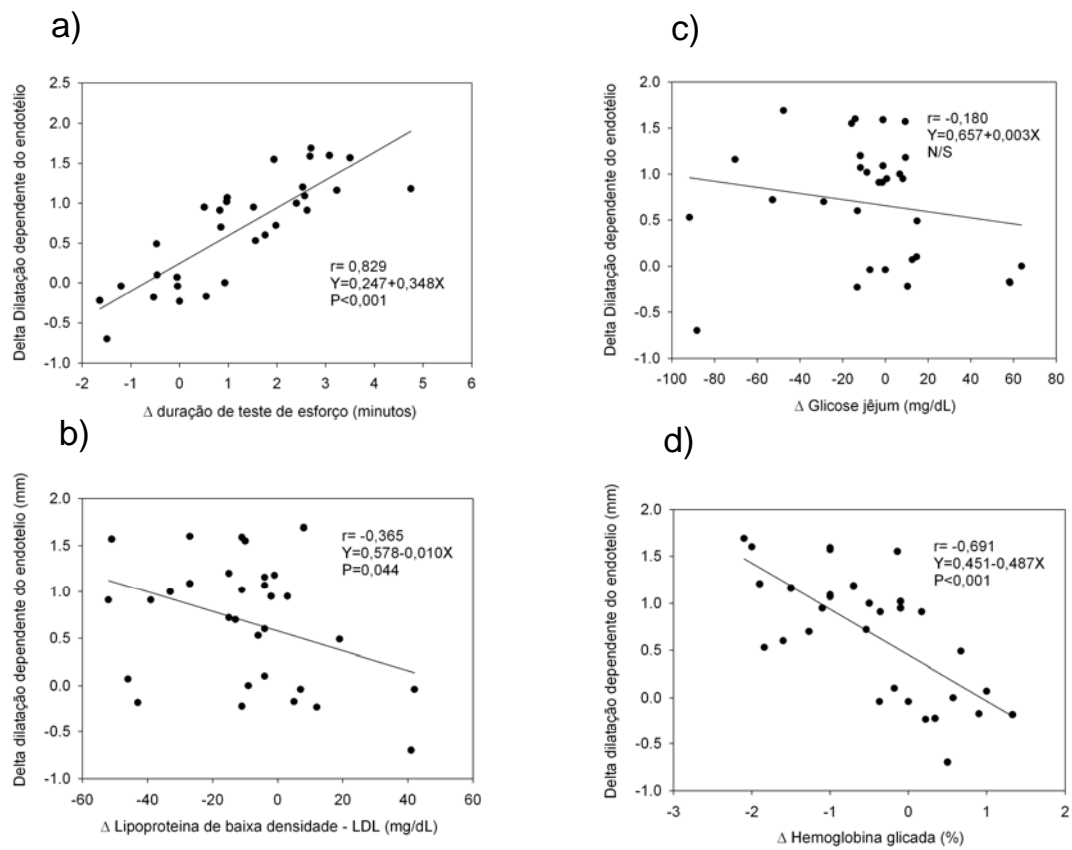 a)
Delta Dilatação dependente do endotélio
2.5
2.0
1.5
1.0
0.5
0.0
-0.5
-1.0
r= 0,829
Y=0,247+0,348X
P<0,001
-2 -1 0 1 2 3 4 5 6
Δ duração de teste de esforço (minutos)
b)
Delta dilatação dependente do endotelio (mm)
2.0
1.5
1.0
0.5
0.0
-0.5
-1.0
r= -0,365
Y=0,578-0,010X
P=0,044
-60 -40 -20 0 20 40 60
Δ Lipoproteina de baixa densidade - LDL (mg/dL)
c)
Delta Dilatação dependente do endotélio
2.0
1.5
1.0
0.5
0.0
-0.5
-1.0
r= -0,180
Y=0,657+0,003X
N/S
-100 -80 -60 -40 -20 0 20 40 60 80
Δ Glicose jêjum (mg/dL)
d)
Delta dilatação dependente do endotélio (mm)
2.0
1.5
1.0
0.5
0.0
-0.5
-1.0
r= -0,691
Y=0,451-0,487X
P<0,001
-3 -2 -1 0 1 2
Δ Hemoglobina glicada (%)